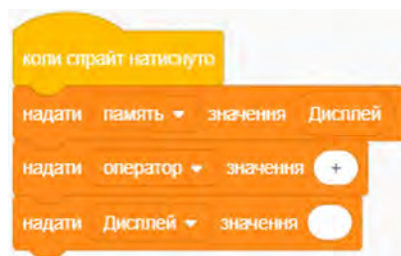 коли спрайт натиснуто
надати память значення Дисплей
надати оператор значення +
надати Дисплей значення